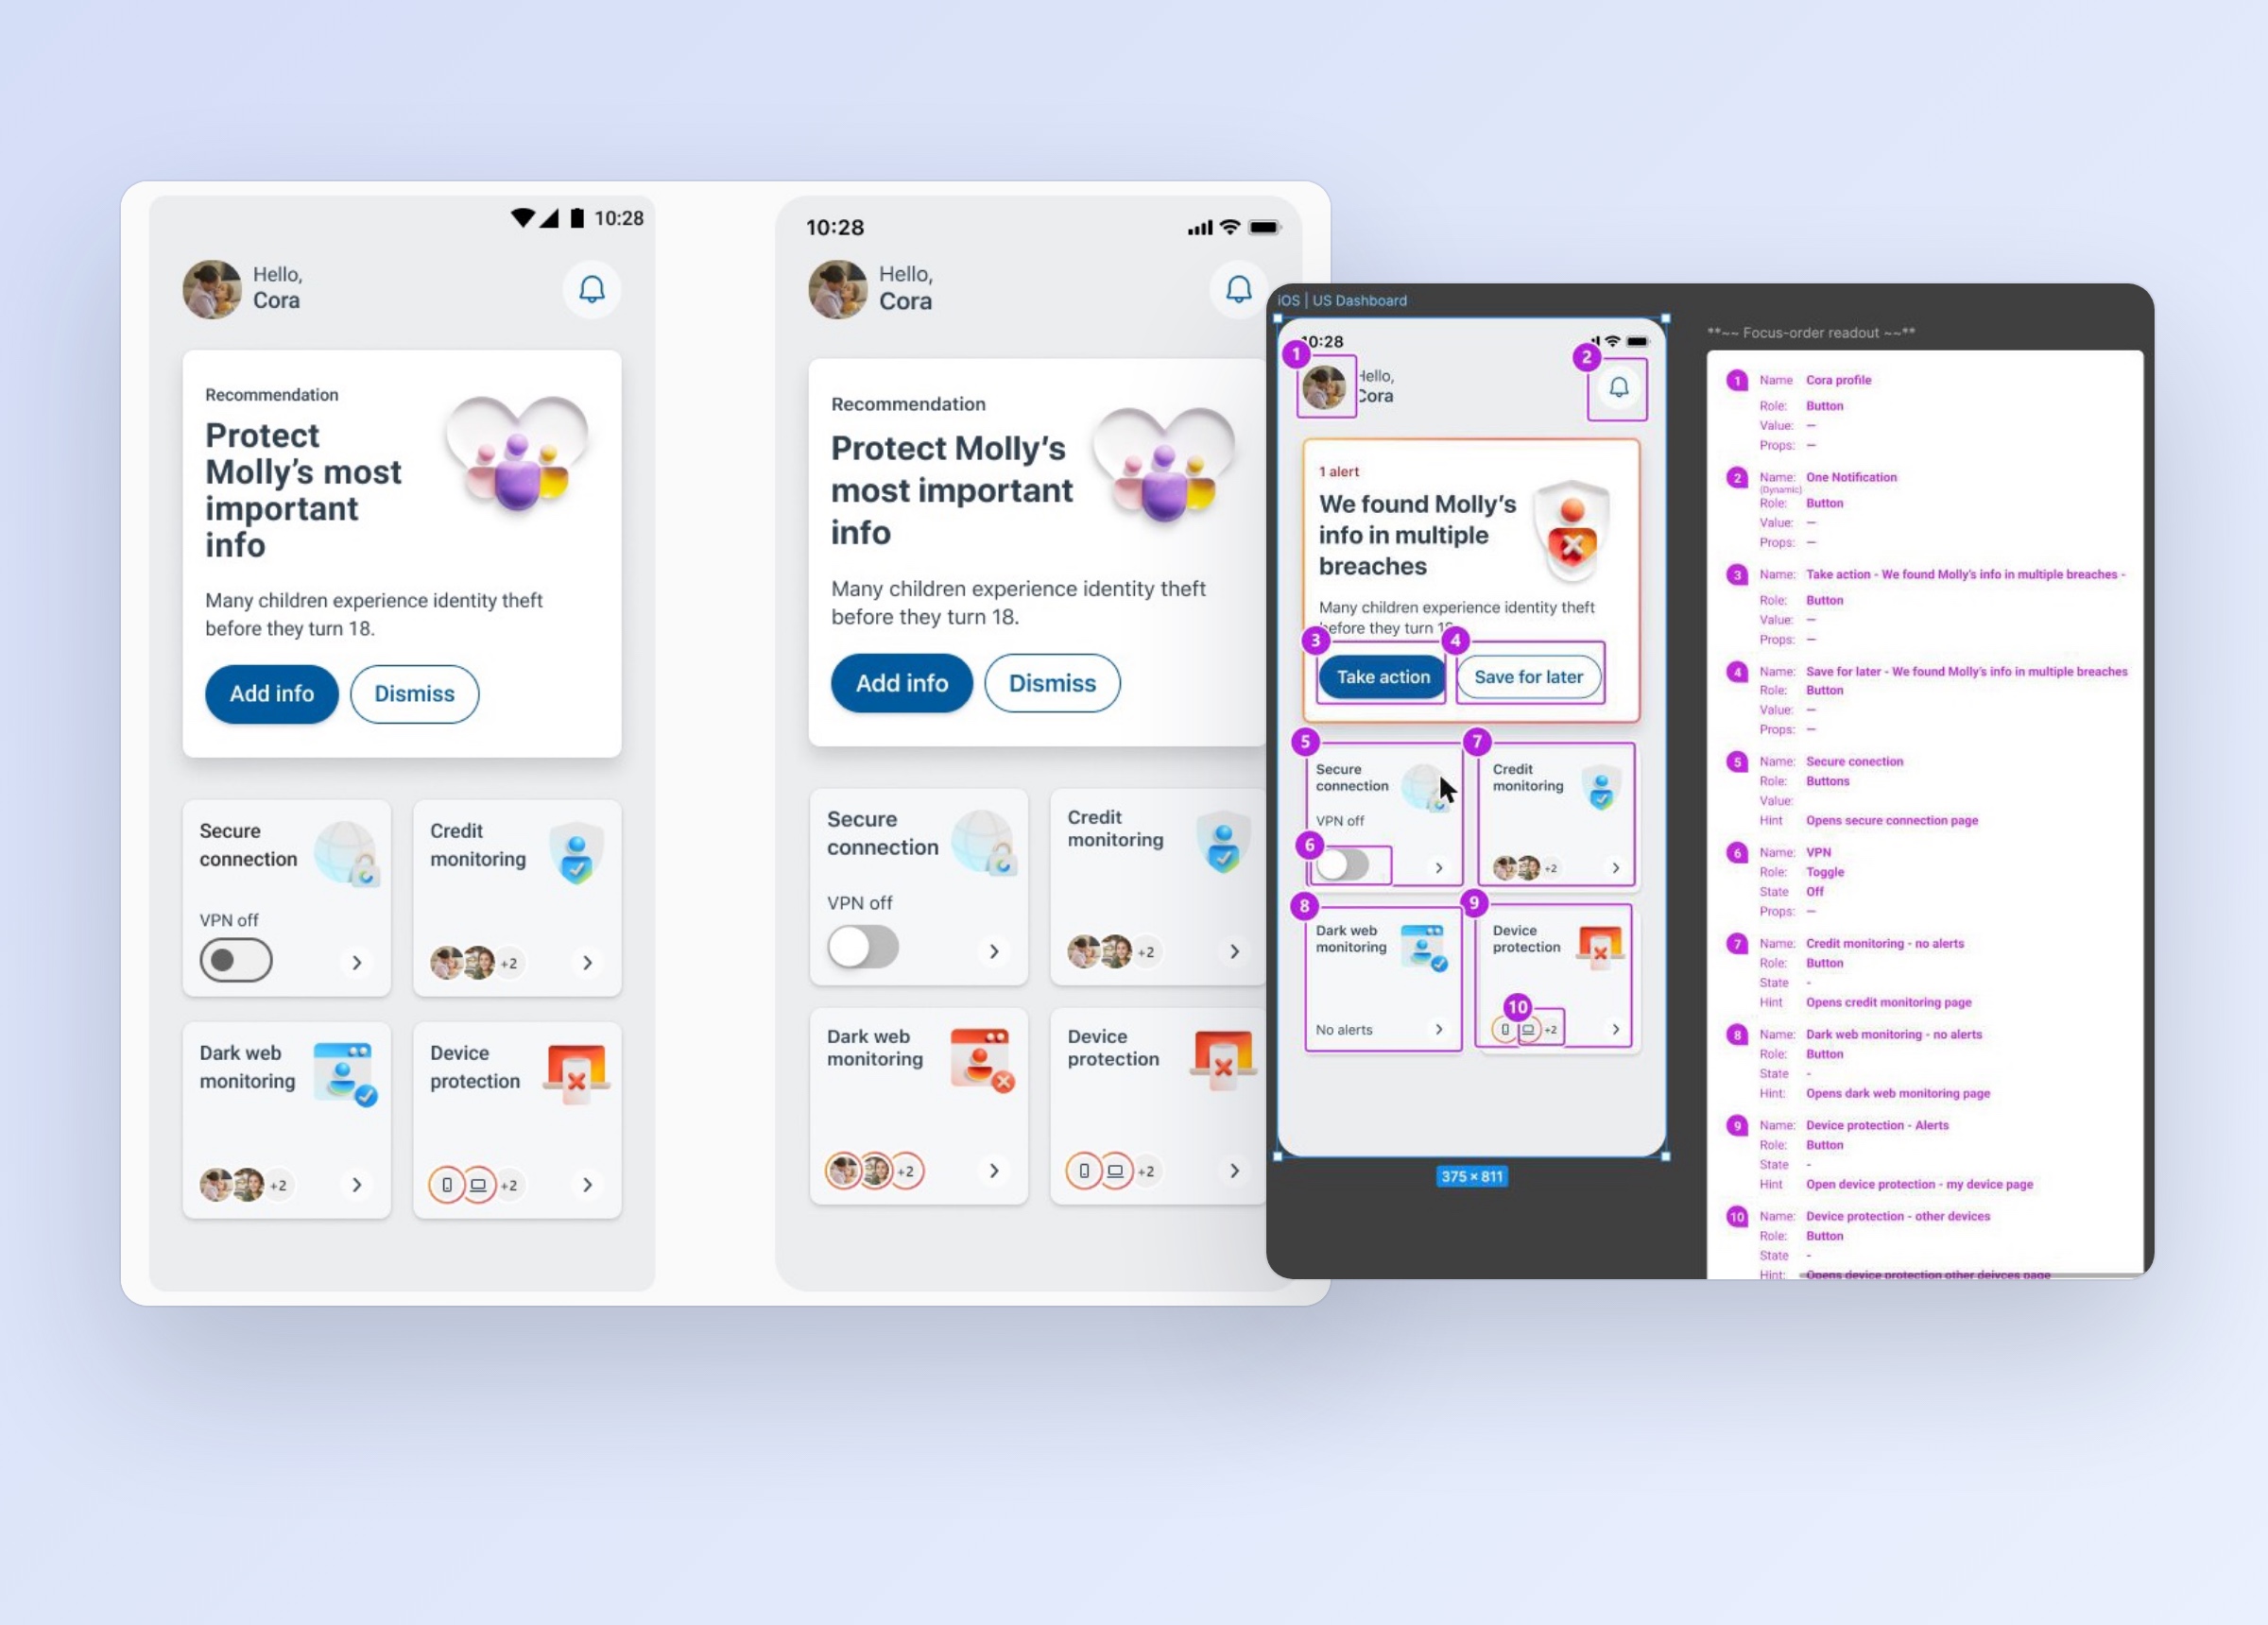 10:28
Hello,
Cora
Recommendation
Protect
Molly’s most
important
info
Many children experience identity theft
before they turn 18.
Add info
Dismiss
Secure
connection
VPN off
Credit
monitoring
+2
Dark web
monitoring
+2
Device
protection
+2
10:28
Hello,
Cora
Recommendation
Protect Molly’s
most important
info
Many children experience identity theft
before they turn 18.
Add info
Dismiss
Secure
connection
VPN off
Credit
monitoring
+2
Dark web
monitoring
+2
Device
protection
+2
iOS | US Dashboard
10:28
1
2
Hello,
Cora
1 alert
We found Molly’s
info in multiple
breaches
Many children experience identity theft
before they turn 18
3
4
Take action
Save for later
5
Secure
connection
VPN off
6
7
Credit
monitoring
+2
8
Dark web
monitoring
No alerts
9
Device
protection
10
+2
375 × 811
**~~ Focus-order readout ~~**
1 Name Cora profile
Role: Button
Value: –
Props: –
2 Name: One Notification
(Dynamic)
Role: Button
Value: –
Props: –
3 Name: Take action - We found Molly's info in multiple breaches -
Role: Button
Value: –
Props: –
4 Name: Save for later - We found Molly's info in multiple breaches
Role: Button
Value: –
Props: –
5 Name: Secure conection
Role: Buttons
Value:
Hint Opens secure connection page
6 Name: VPN
Role: Toggle
State Off
Props: –
7 Name: Credit monitoring - no alerts
Role: Button
State -
Hint Opens credit monitoring page
8 Name: Dark web monitoring - no alerts
Role: Button
State -
Hint: Opens dark web monitoring page
9 Name: Device protection - Alerts
Role: Button
State -
Hint Open device protection - my device page
10 Name: Device protection - other devices
Role: Button
State -
Hint: Opens device protection other deivces page